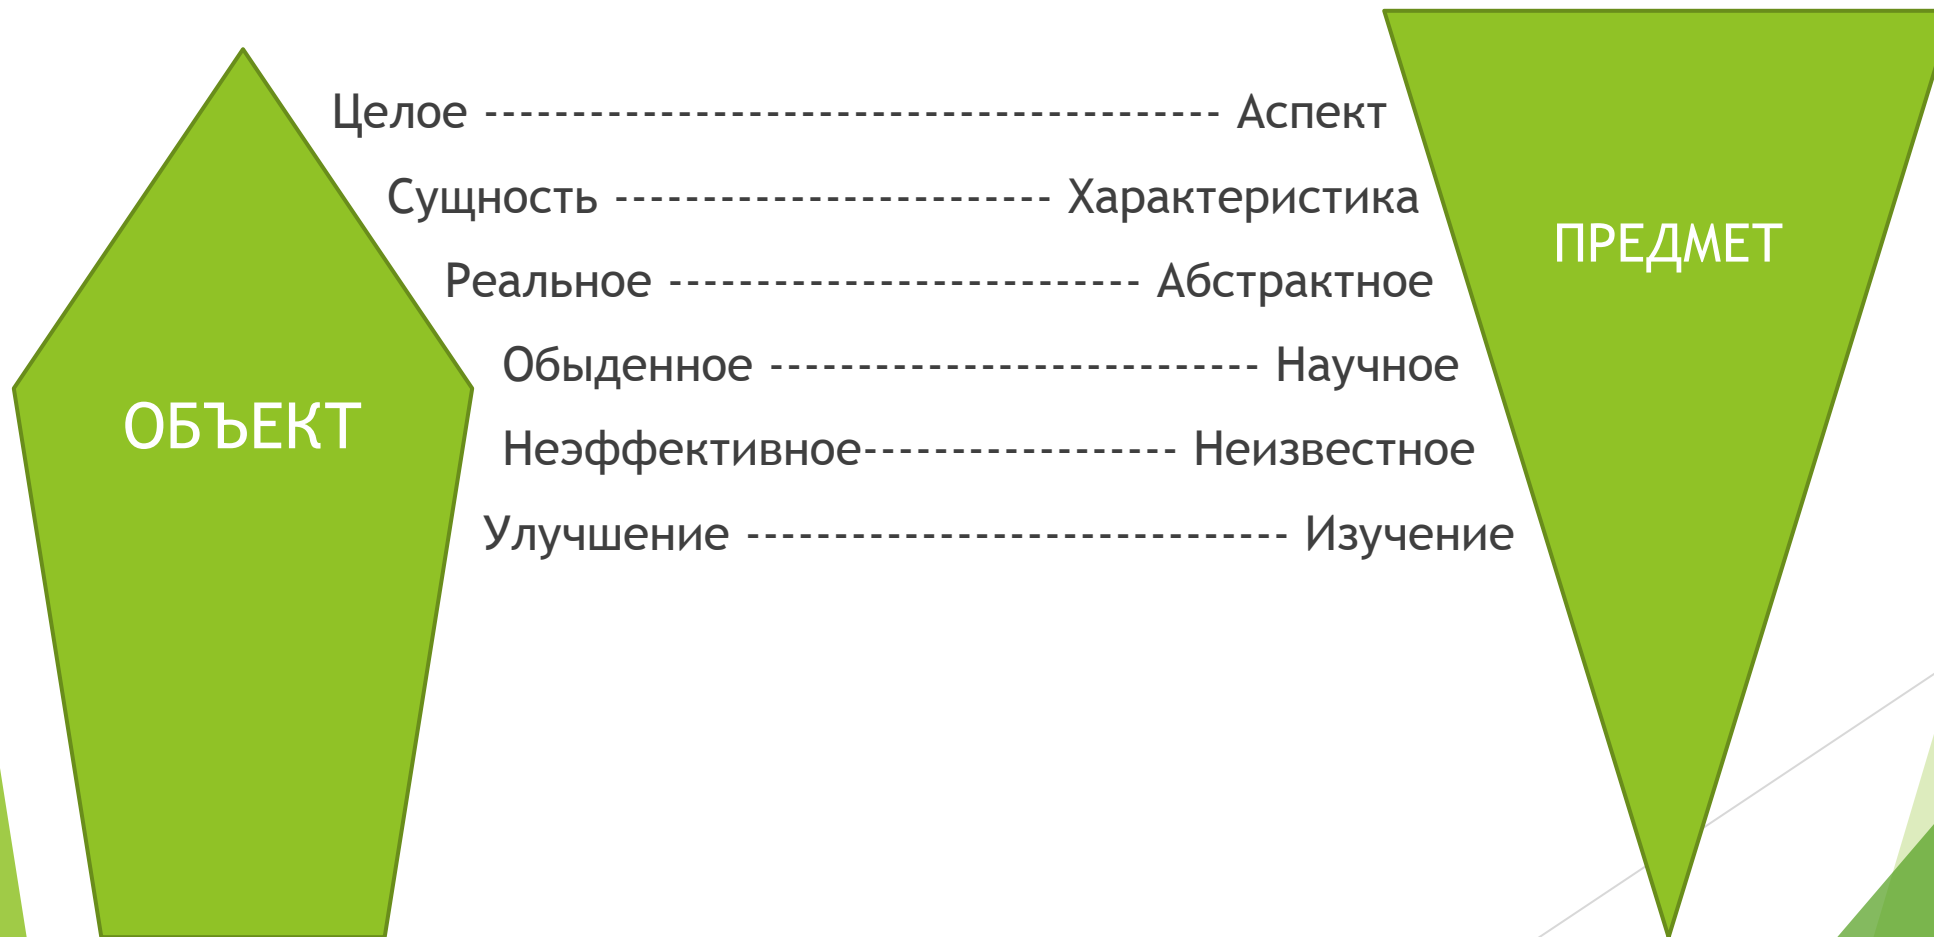 Целое ------------------------------------------ Аспект
Сущность ------------------------- Характеристика
Реальное --------------------------- Абстрактное
Обыденное ---------------------------- Научное
Неэффективное------------------ Неизвестное
Улучшение ------------------------------- Изучение
ОБЪЕКТ
ПРЕДМЕТ